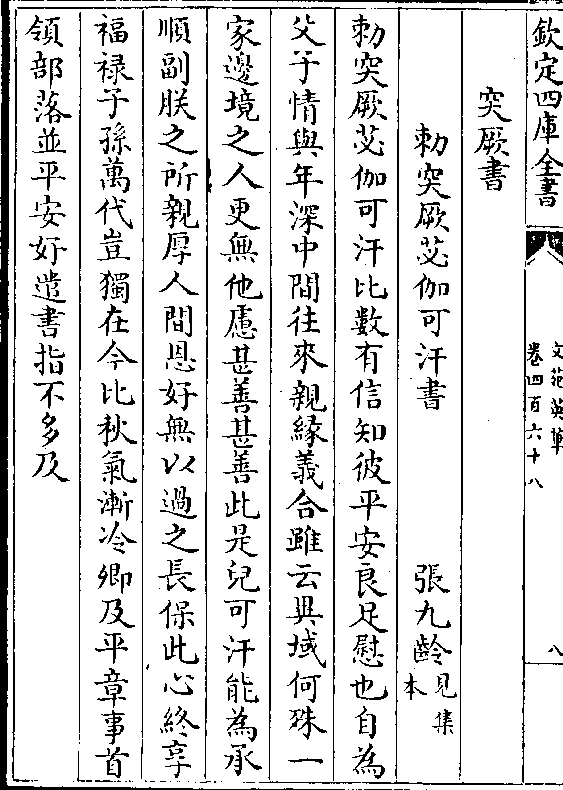 欽定四庫全書
文苑英華
卷四百六十八
八
突厥書
勅突厥苾伽可汗書　張九齡見集本
勅突厥苾伽可汗比數有信知彼平安良足慰也自為
父子情與年深中間往來親緣義合雖云異域何殊一
家邊境之人更無他慮甚善甚善此是兒可汗能為承
順副朕之所親厚人間恩好無以過之長保此心終享
福禄子孫萬代豈獨在今比秋氣漸冷卿及平章事首
領部落並平安好遣書指不多及